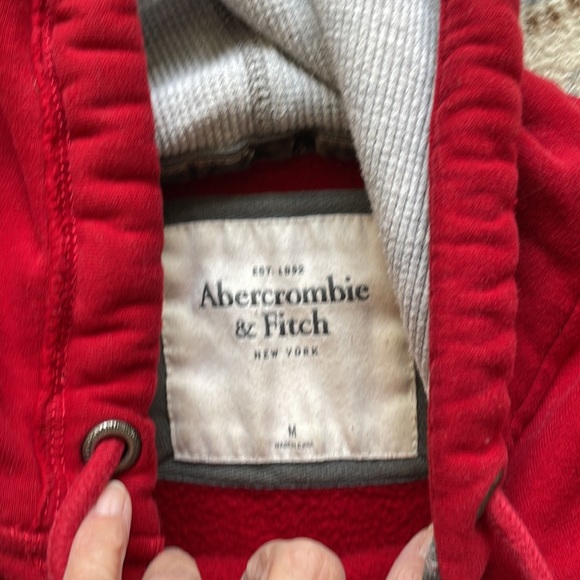 EST. 1892
Abercrombie
& Fitch
NEW YORK
M